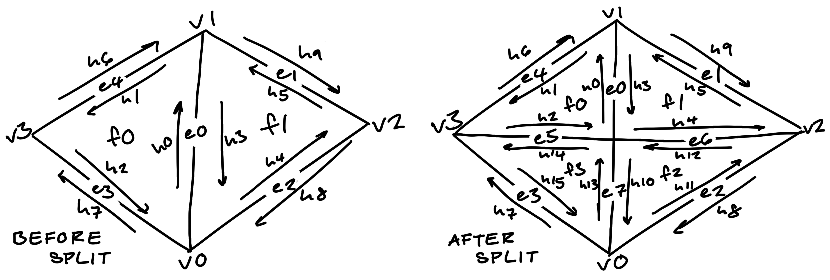 v1
h6
h9
e4
e1
h1
h5
v3
f0
h0
e0
h3
f1
v2
h2
h4
e3
e2
h7
h8
BEFORE
SPLIT
v0
v1
h6
h9
e4
h0
e0
h3
e1
h1
h5
f0
f1
v3
h2
h4
v2
e5
e6
h14
h12
f3
f2
h15
h13
h10
h11
e3
e7
e2
h7
h8
AFTER
SPLIT
v0